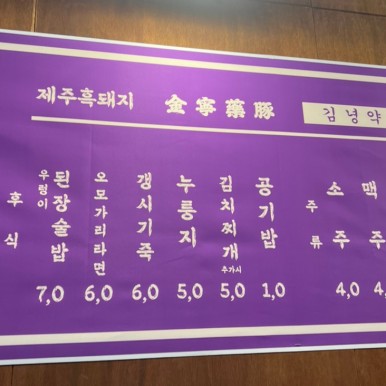 제주흑돼지 金寧藥豚 김녕약
후식
우렁이 된장술밥 7,0
오모가리라면 6,0
갱시기죽 6,0
누룽지 5,0
김치찌개 추가시 5,0
공기밥 1,0
주류
소주 4,0
맥주 4,